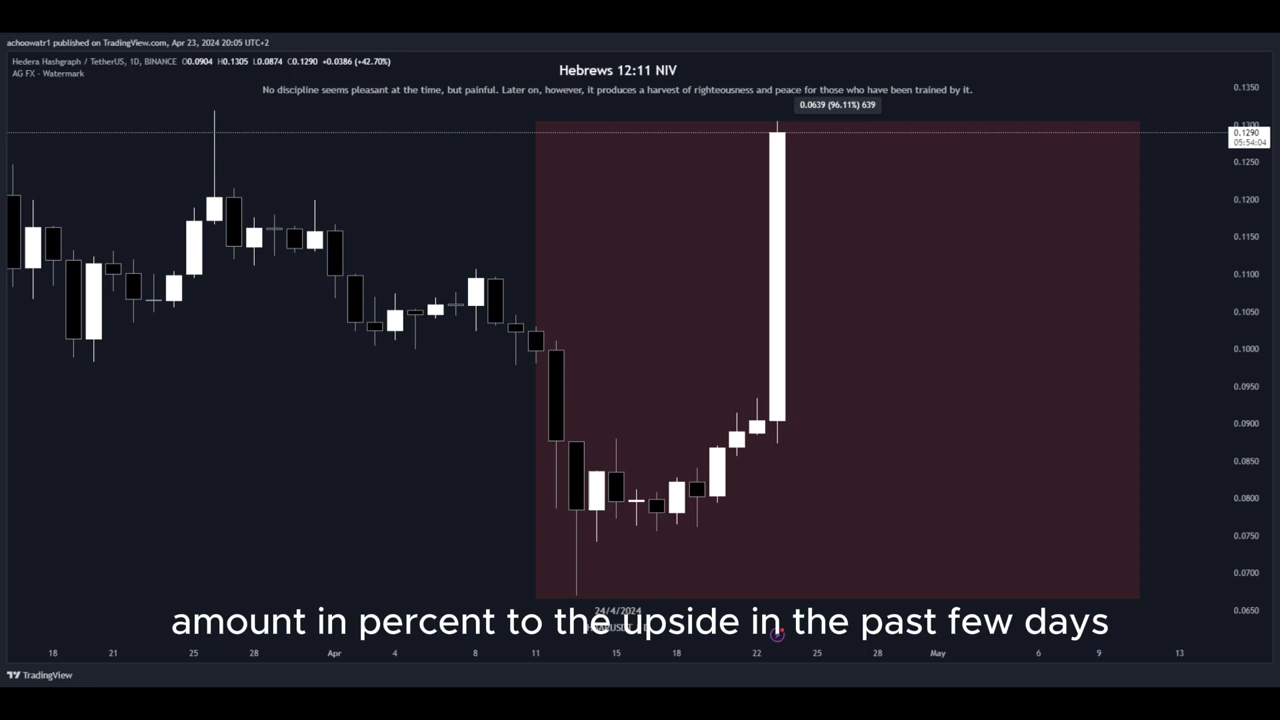 achoowatr1 published on TradingView.com, Apr 23, 2024 20:05 UTC+2
Hedera Hashgraph / TetherUS, 1D, BINANCE O0.0904 H0.1305 L0.0874 C0.1290 +0.0386 (+42.70%)
AG FX - Watermark
Hebrews 12:11 NIV
No discipline seems pleasant at the time, but painful. Later on, however, it produces a harvest of righteousness and peace for those who have been trained by it.
0.0639 (96.11%) 639
0.1350
0.1300
0.1290
05:54:04
0.1250
0.1200
0.1150
0.1100
0.1050
0.1000
0.0950
0.0900
0.0850
0.0800
0.0750
0.0700
0.0650
24/4/2024
amount in percent to the upside in the past few days
18 21 25 28 Apr 4 8 11 15 18 22 25 28 May 6 9 13
TradingView